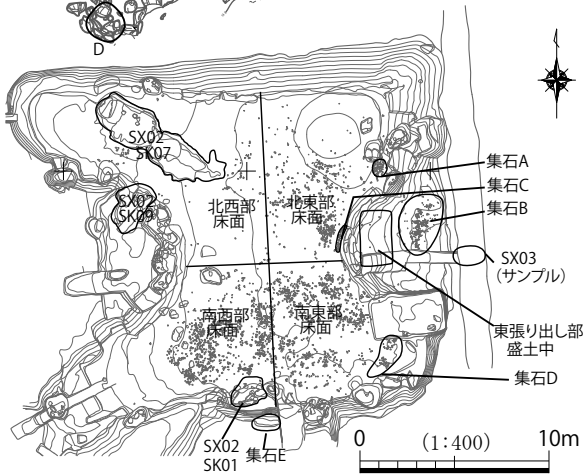 D
SX02
SK07
集石A
集石C
集石B
北西部
床面
北東部
床面
SX02
SK09
SX03
(サンプル)
南西部
床面
南東部
床面
東張り出し部
盛土中
集石D
SX02
SK01
集石E
0
(1:400)
10m